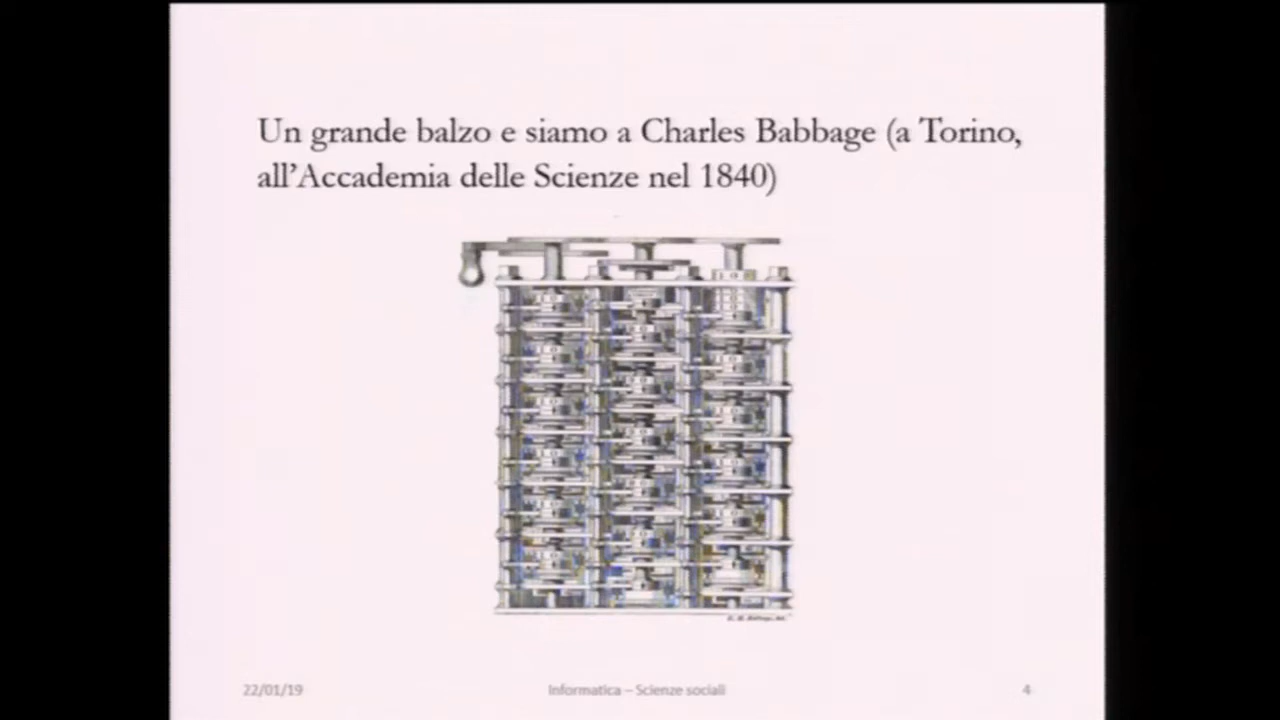 Un grande balzo e siamo a Charles Babbage (a Torino,
all’Accademia delle Scienze nel 1840)
22/01/19
Informatica – Scienze sociali
4